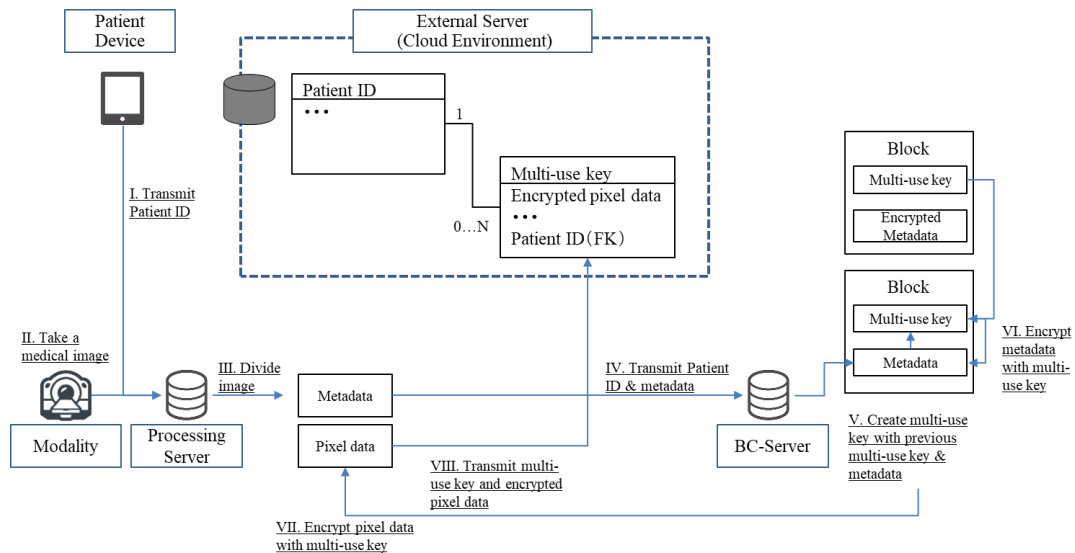 Patient
Device
External Server
(Cloud Environment)
Patient ID
•••
1
Multi-use key
Encrypted pixel data
•••
Patient ID(FK)
0…N
I. Transmit
Patient ID
Block
Multi-use key
Encrypted
Metadata
Block
Multi-use key
Metadata
VI. Encrypt
metadata
with multi-
use key
II. Take a
medical image
III. Divide
image
IV. Transmit Patient
ID & metadata
Metadata
Pixel data
Modality
Processing
Server
BC-Server
V. Create multi-use
key with previous
multi-use key &
metadata
VIII. Transmit multi-
use key and encrypted
pixel data
VII. Encrypt pixel data
with multi-use key